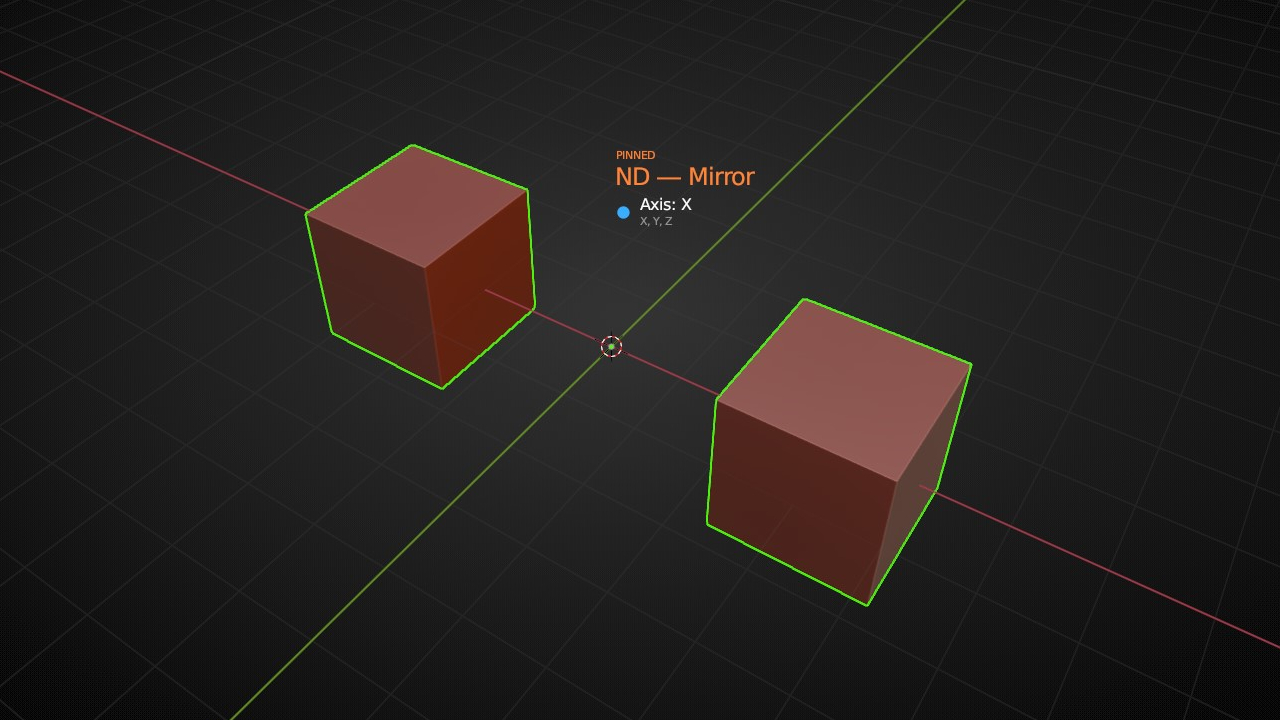 PINNED
ND — Mirror
Axis: X
X, Y, Z